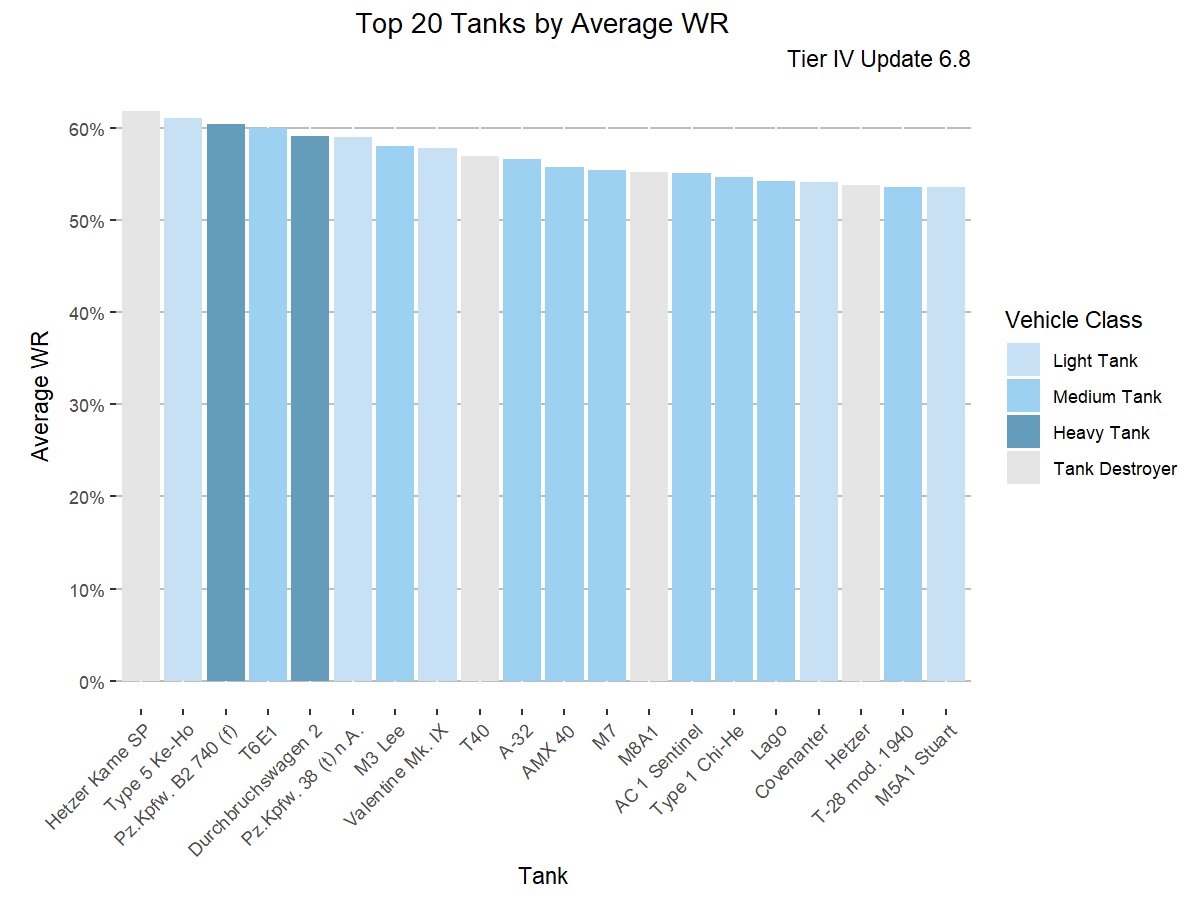 Top 20 Tanks by Average WR
Tier IV Update 6.8
Average WR
60%
50%
40%
30%
20%
10%
0%
Hetzer Kame SP
Type 5 Ke-Ho
Pz.Kpfw. B2 740 (f)
T6E1
Durchbruchswagen 2
Pz.Kpfw. 38 (t) n.A.
M3 Lee
Valentine Mk. IX
T40
A-32
AMX 40
M7
M8A1
AC 1 Sentinel
Type 1 Chi-He
Lago
Covenanter
Hetzer
T-28 mod. 1940
M5A1 Stuart
Tank
Vehicle Class
Light Tank
Medium Tank
Heavy Tank
Tank Destroyer